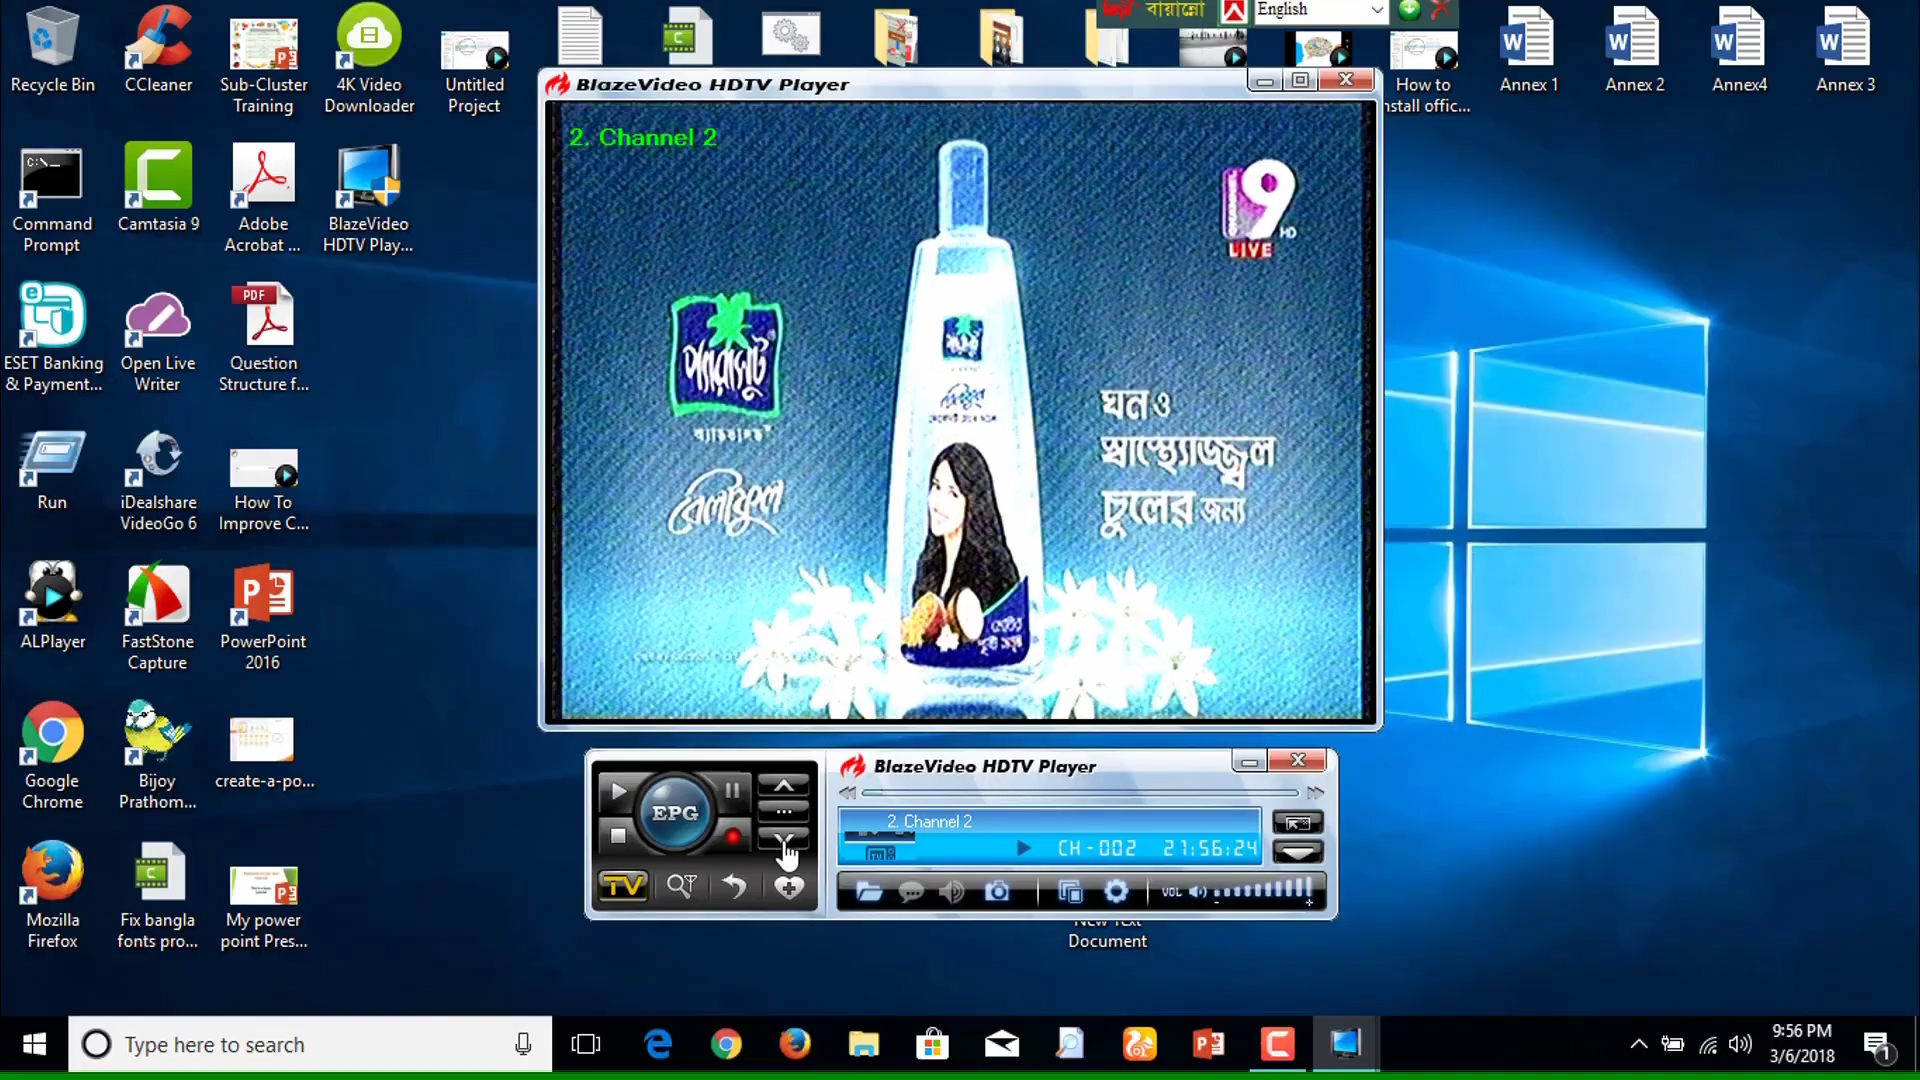 বায়ান্নো
English
Recycle Bin
CCleaner
Sub-Cluster Training
4K Video Downloader
Untitled Project
How to
nstall offic...
Annex 1
Annex 2
Annex4
Annex 3
BlazeVideo HDTV Player
2. Channel 2
9
HD
LIVE
Command Prompt
Camtasia 9
Adobe Acrobat ...
BlazeVideo HDTV Play...
প্যারাসুট
বেলীফুল
ঘন ও
স্বাস্থ্যোজ্জ্বল
চুলের জন্য
ESET Banking & Payment...
Open Live Writer
PDF
Question Structure f...
Run
iDealshare VideoGo 6
How To Improve C...
ALPlayer
FastStone Capture
PowerPoint 2016
Google Chrome
Bijoy Prathom...
create-a-po...
Mozilla Firefox
Fix bangla fonts pro...
My power point Pres...
BlazeVideo HDTV Player
EPG
2. Channel 2
CH-002 21:56:24
TV
VOL
New Text Document
Type here to search
9:56 PM
3/6/2018
1